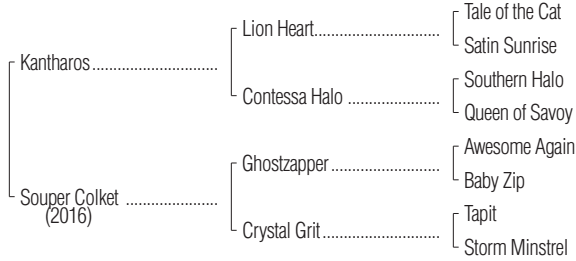 Tale of the Cat
Lion Heart
Satin Sunrise
Kantharos
Southern Halo
Contessa Halo
Queen of Savoy
Awesome Again
Ghostzapper
Baby Zip
Souper Colket
(2016)
Tapit
Crystal Grit
Storm Minstrel